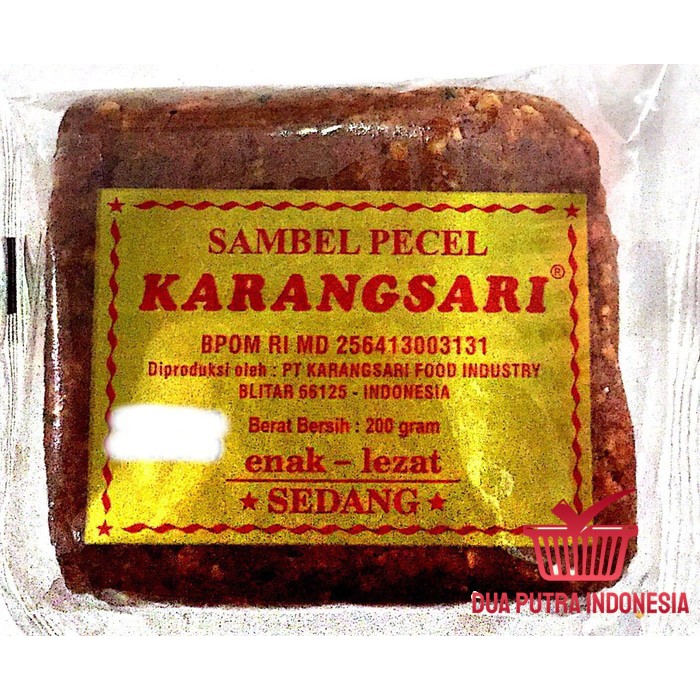 SAMBEL PECEL
KARANGSARI®
BPOM RI MD 256413003131
Diproduksi oleh : PT KARANGSARI FOOD INDUSTRY
BLITAR 66125 - INDONESIA
Berat Bersih : 200 gram
enak - lezat
★ SEDANG ★
DUA PUTRA INDONESIA